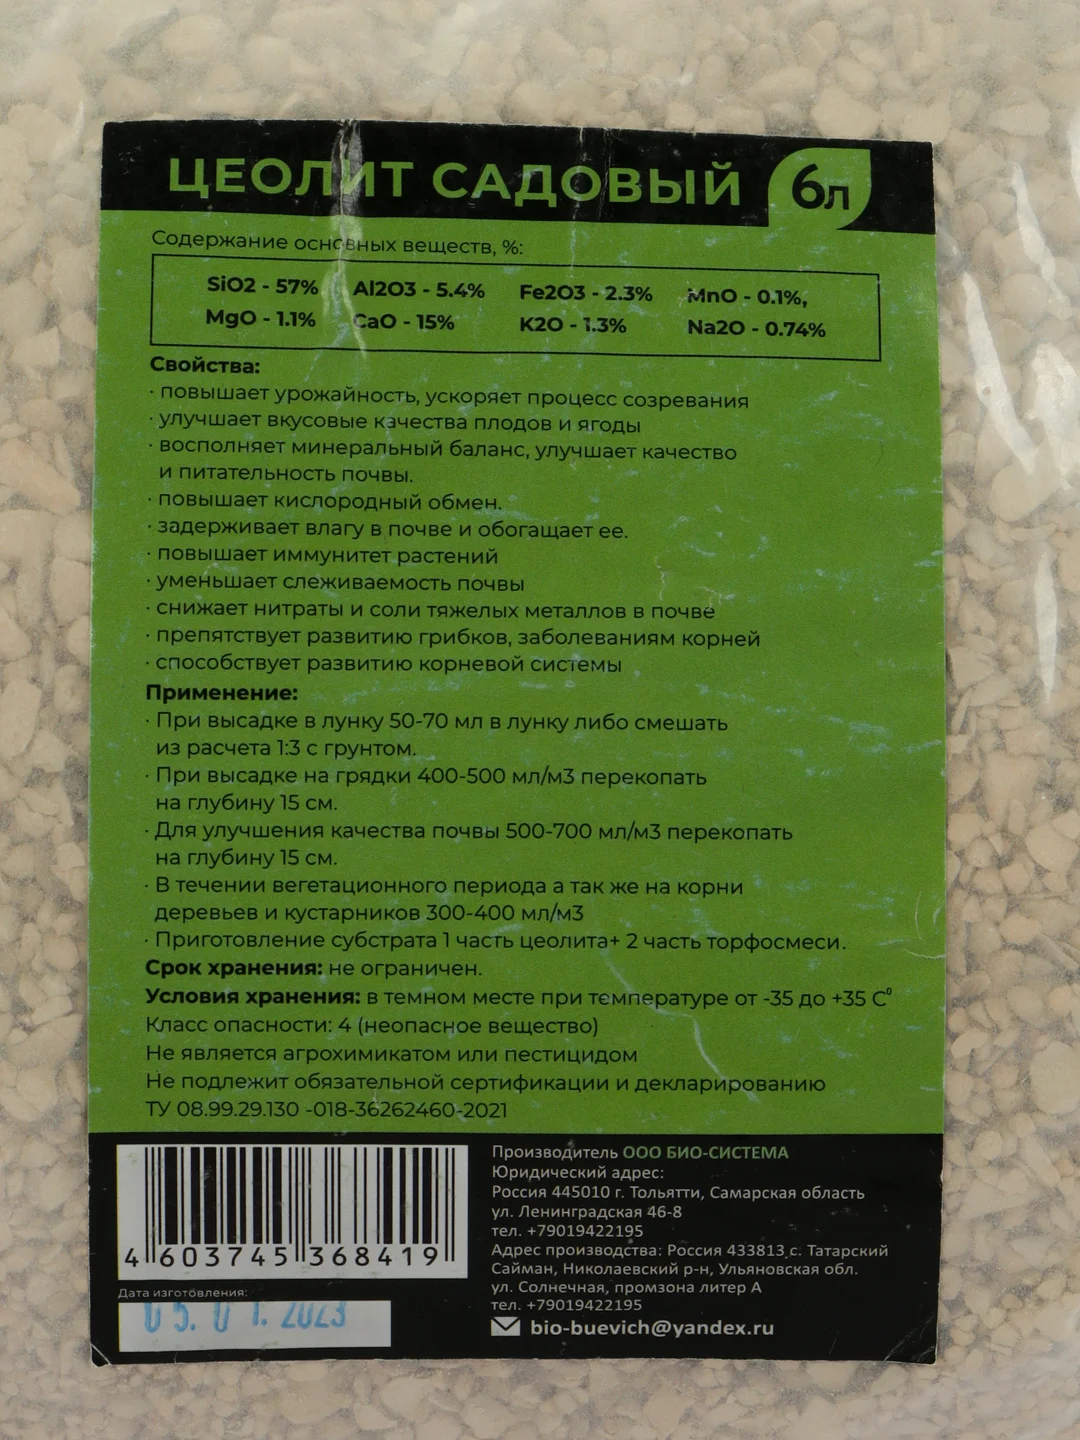 ЦЕОЛИТ САДОВЫЙ 6л
Содержание основных веществ, %:
SiO2 - 57% Al2O3 - 5.4% Fe2O3 - 2.3% MnO - 0.1%,
MgO - 1.1% CaO - 15% K2O - 1.3% Na2O - 0.74%
Свойства:
· повышает урожайность, ускоряет процесс созревания
· улучшает вкусовые качества плодов и ягоды
· восполняет минеральный баланс, улучшает качество
и питательность почвы.
· повышает кислородный обмен.
· задерживает влагу в почве и обогащает ее.
· повышает иммунитет растений
· уменьшает слеживаемость почвы
· снижает нитраты и соли тяжелых металлов в почве
· препятствует развитию грибков, заболеваниям корней
· способствует развитию корневой системы
Применение:
· При высадке в лунку 50-70 мл в лунку либо смешать
из расчета 1:3 с грунтом.
· При высадке на грядки 400-500 мл/м3 перекопать
на глубину 15 см.
· Для улучшения качества почвы 500-700 мл/м3 перекопать
на глубину 15 см.
· В течении вегетационного периода а так же на корни
деревьев и кустарников 300-400 мл/м3
· Приготовление субстрата 1 часть цеолита+ 2 часть торфосмеси.
Срок хранения: не ограничен.
Условия хранения: в темном месте при температуре от -35 до +35 С⁰
Класс опасности: 4 (неопасное вещество)
Не является агрохимикатом или пестицидом
Не подлежит обязательной сертификации и декларированию
ТУ 08.99.29.130 -018-36262460-2021
4 603745 368419
Дата изготовления:
05. 01. 2023
Производитель ООО БИО-СИСТЕМА
Юридический адрес:
Россия 445010 г. Тольятти, Самарская область
ул. Ленинградская 46-8
тел. +79019422195
Адрес производства: Россия 433813 с. Татарский
Сайман, Николаевский р-н, Ульяновская обл.
ул. Солнечная, промзона литер А
тел. +79019422195
bio-buevich@yandex.ru